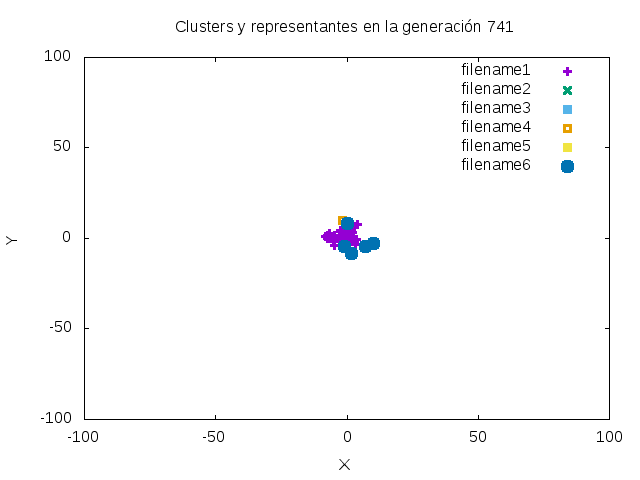 Clusters y representantes en la generación 741
100
50
0
-50
-100
-100
-50
0
50
100
Y
X
filename1
filename2
filename3
filename4
filename5
filename6